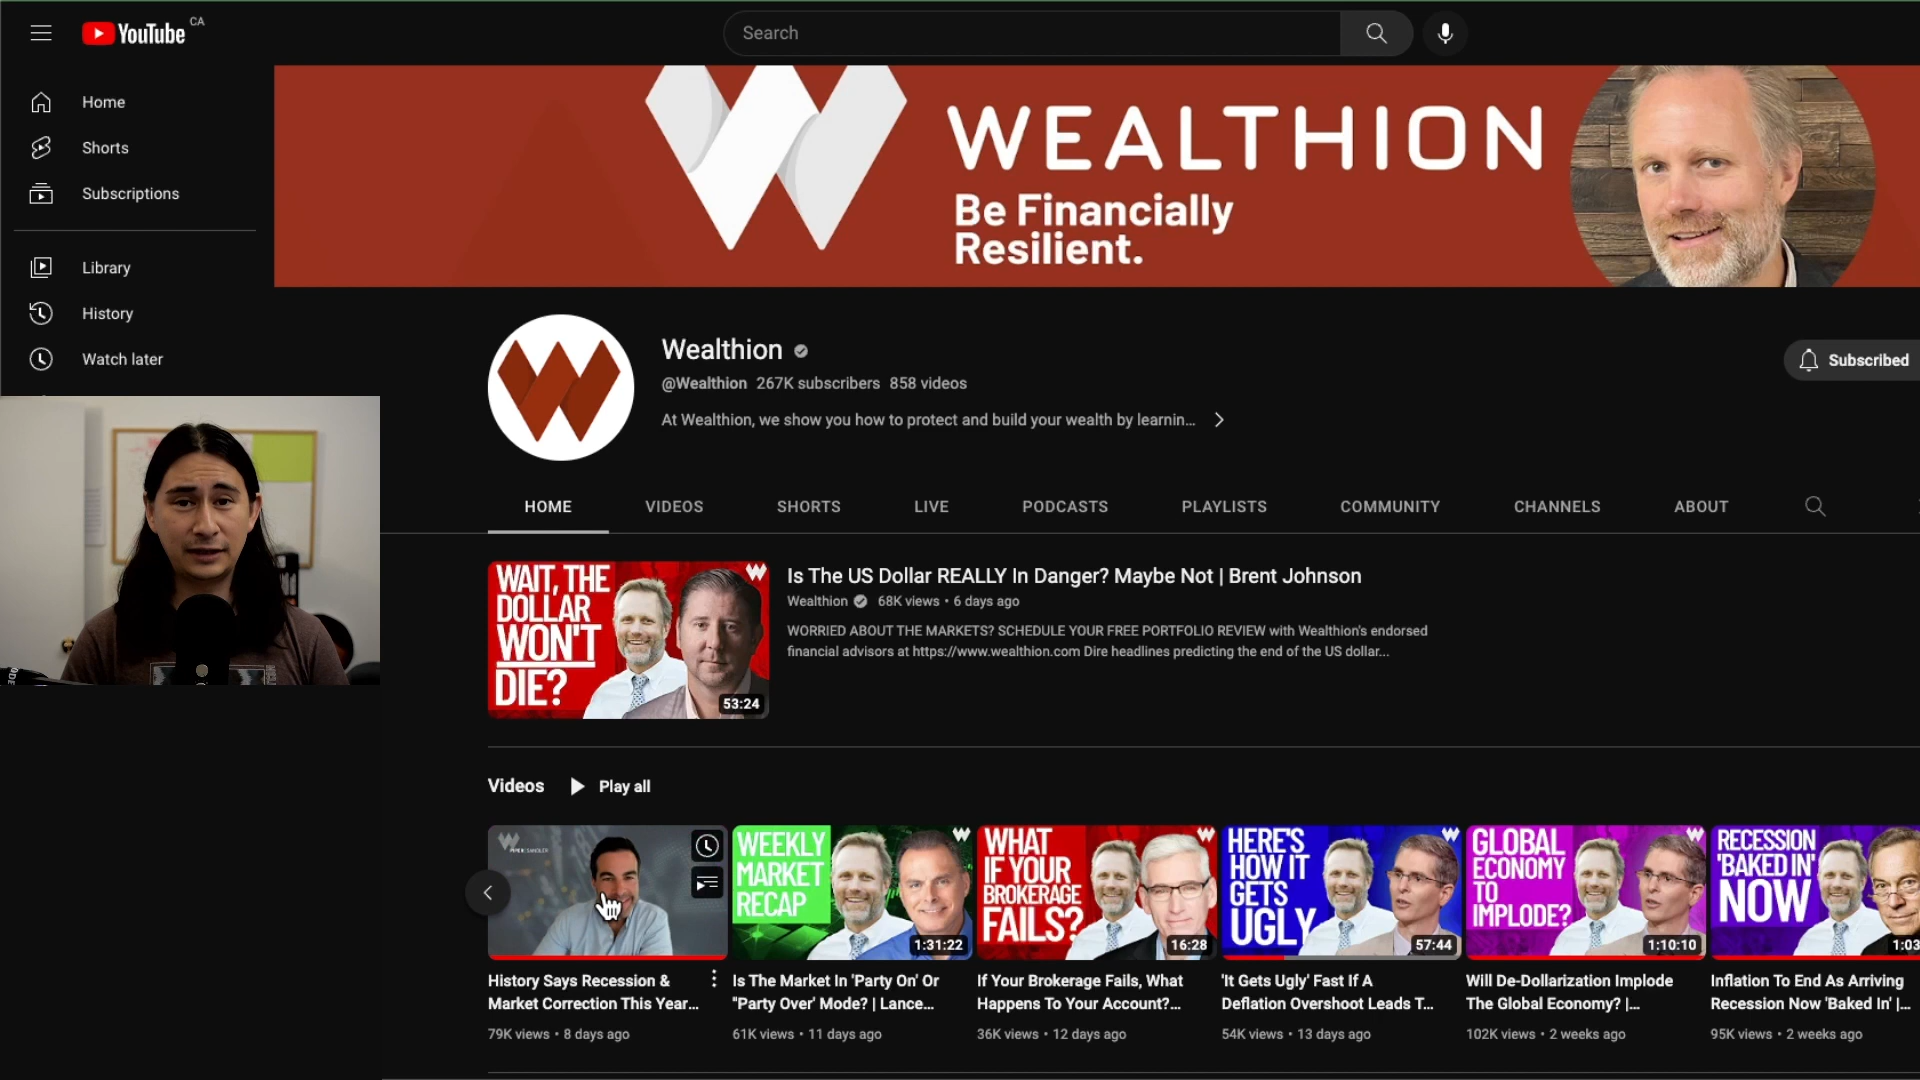 YouTube CA
Search
Home
Shorts
Subscriptions
Library
History
Watch later
WEALTHION
Be Financially
Resilient.
Wealthion
@Wealthion 267K subscribers 858 videos
At Wealthion, we show you how to protect and build your wealth by learnin...
Subscribed
HOME VIDEOS SHORTS LIVE PODCASTS PLAYLISTS COMMUNITY CHANNELS ABOUT
WAIT, THE
DOLLAR
WON'T
DIE?
53:24
Is The US Dollar REALLY In Danger? Maybe Not | Brent Johnson
Wealthion 68K views • 6 days ago
WORRIED ABOUT THE MARKETS? SCHEDULE YOUR FREE PORTFOLIO REVIEW with Wealthion's endorsed
financial advisors at https://www.wealthion.com Dire headlines predicting the end of the US dollar...
Videos Play all
History Says Recession &
Market Correction This Year...
79K views • 8 days ago
WEEKLY
MARKET
RECAP
1:31:22
Is The Market In 'Party On' Or
"Party Over' Mode? | Lance...
61K views • 11 days ago
WHAT
IF YOUR
BROKERAGE
FAILS?
16:28
If Your Brokerage Fails, What
Happens To Your Account?...
36K views • 12 days ago
HERE'S
HOW IT
GETS
UGLY
57:44
'It Gets Ugly' Fast If A
Deflation Overshoot Leads T...
54K views • 13 days ago
GLOBAL
ECONOMY
TO
IMPLODE?
1:10:10
Will De-Dollarization Implode
The Global Economy? |...
102K views • 2 weeks ago
RECESSION
'BAKED IN'
NOW
1:03
Inflation To End As Arriving
Recession Now 'Baked In' |...
95K views • 2 weeks ago